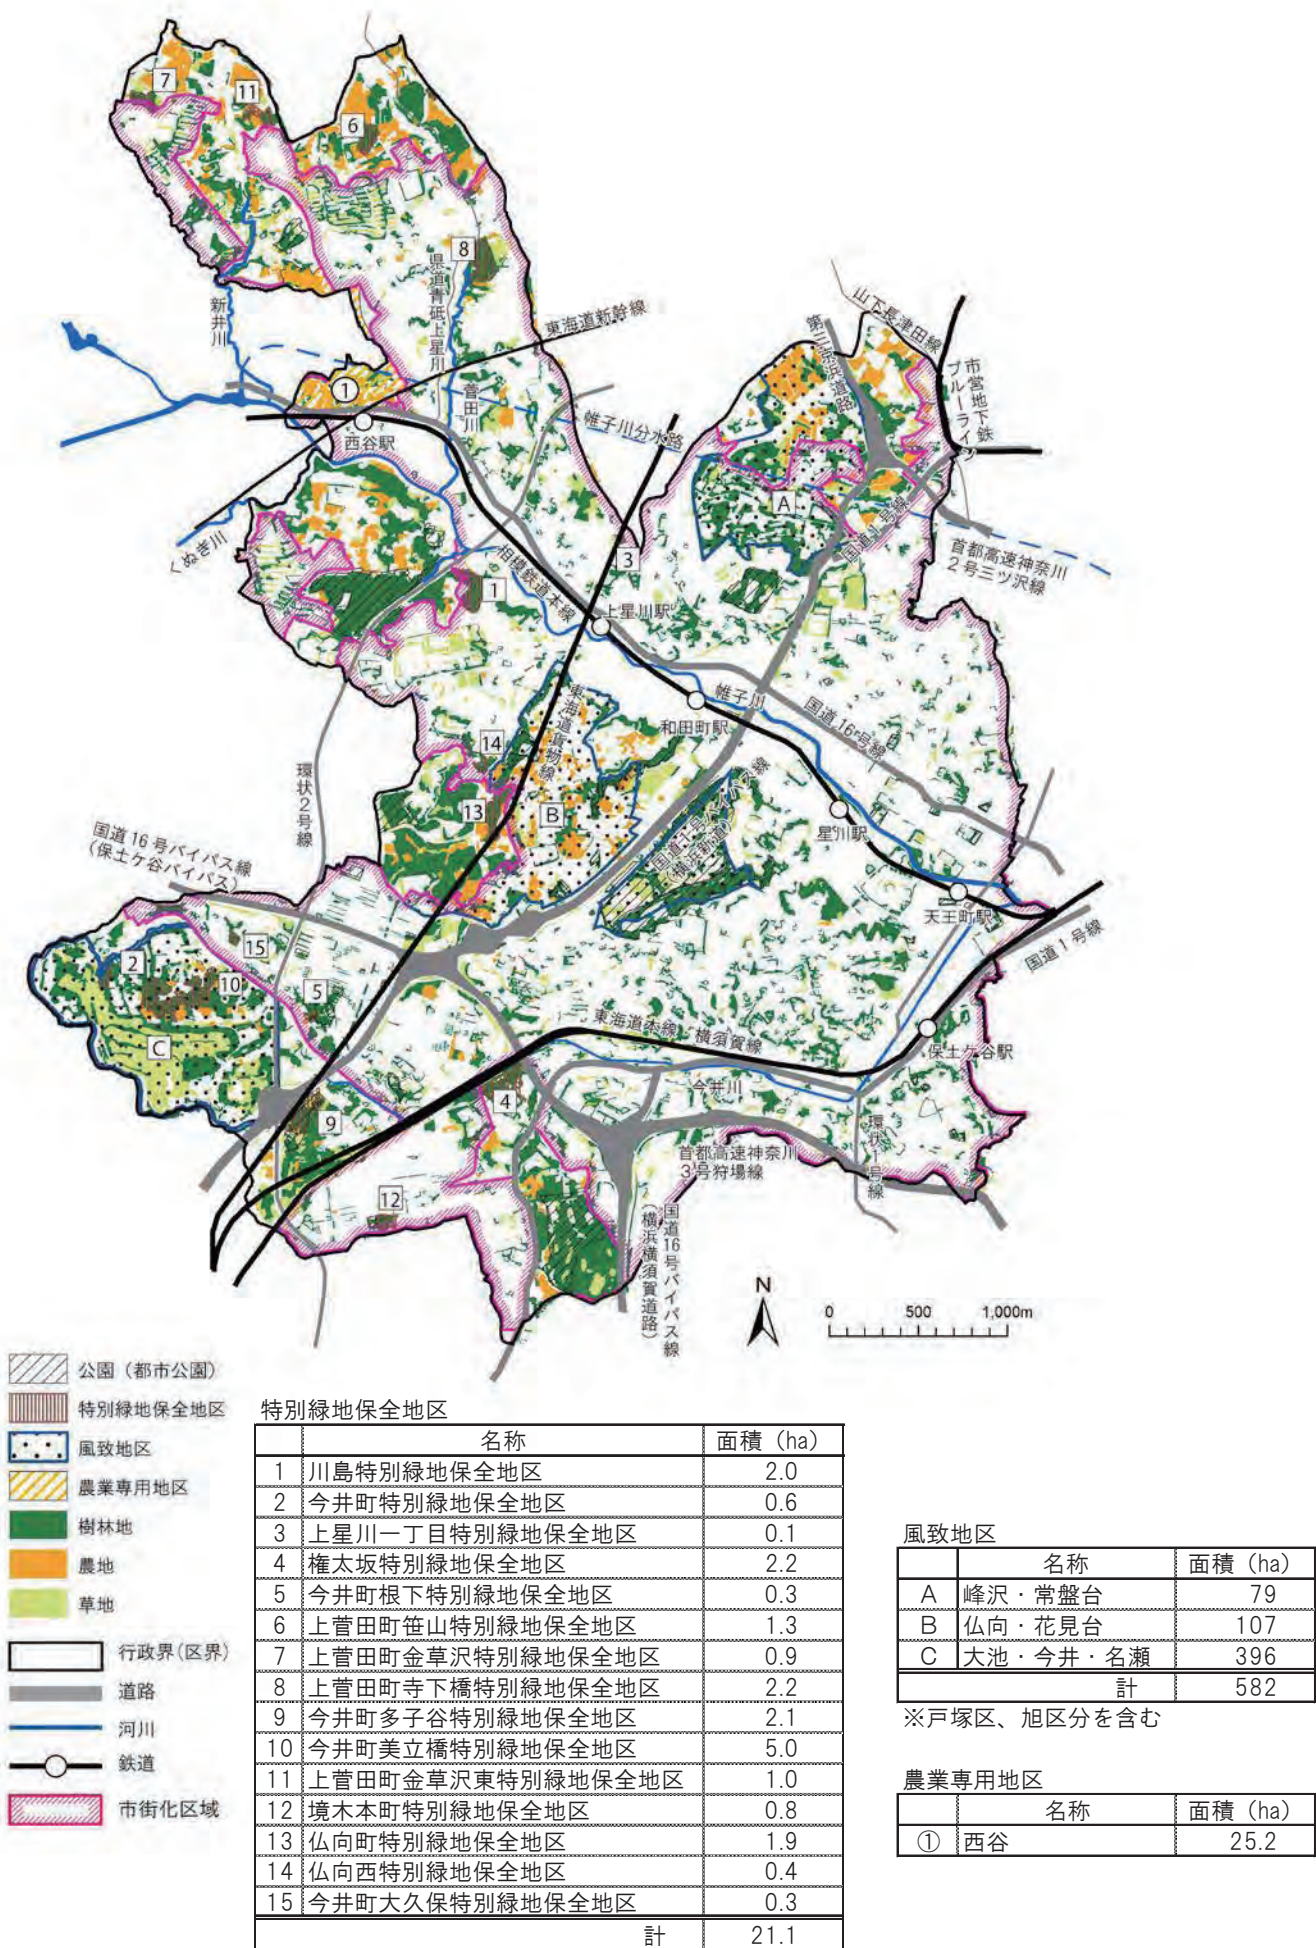 7
11
6
8
県道青砥上星川
新井川
東海道新幹線
山下長津田線
第三京浜道路
市営地下鉄
ブルーライン
①
西谷駅
菅田川
帷子川分水路
A
くぬぎ川
相模鉄道本線
3
国道1号線
首都高速神奈川
2号三ツ沢線
1
上星川駅
東海道貨物線
帷子川
和田町駅
国道16号線
14
環状2号線
13
B
国道1号バイパス線
(横浜新道)
星川駅
国道16号バイパス線
(保土ケ谷バイパス)
天王町駅
国道1号線
15
2
10
5
C
東海道本線
横須賀線
保土ケ谷駅
今井川
4
9
環状1号線
首都高速神奈川
3号狩場線
12
国道16号バイパス線
(横浜横須賀道路)
N
0 500 1,000m
公園(都市公園)
特別緑地保全地区
風致地区
農業専用地区
樹林地
農地
草地
行政界(区界)
道路
河川
鉄道
市街化区域
特別緑地保全地区
名称 面積(ha)
1 川島特別緑地保全地区 2.0
2 今井町特別緑地保全地区 0.6
3 上星川一丁目特別緑地保全地区 0.1
4 権太坂特別緑地保全地区 2.2
5 今井町根下特別緑地保全地区 0.3
6 上菅田町笹山特別緑地保全地区 1.3
7 上菅田町金草沢特別緑地保全地区 0.9
8 上菅田町寺下橋特別緑地保全地区 2.2
9 今井町多子谷特別緑地保全地区 2.1
10 今井町美立橋特別緑地保全地区 5.0
11 上菅田町金草沢東特別緑地保全地区 1.0
12 境木本町特別緑地保全地区 0.8
13 仏向町特別緑地保全地区 1.9
14 仏向西特別緑地保全地区 0.4
15 今井町大久保特別緑地保全地区 0.3
計 21.1
風致地区
名称 面積(ha)
A 峰沢・常盤台 79
B 仏向・花見台 107
C 大池・今井・名瀬 396
計 582
※戸塚区、旭区分を含む
農業専用地区
名称 面積(ha)
① 西谷 25.2